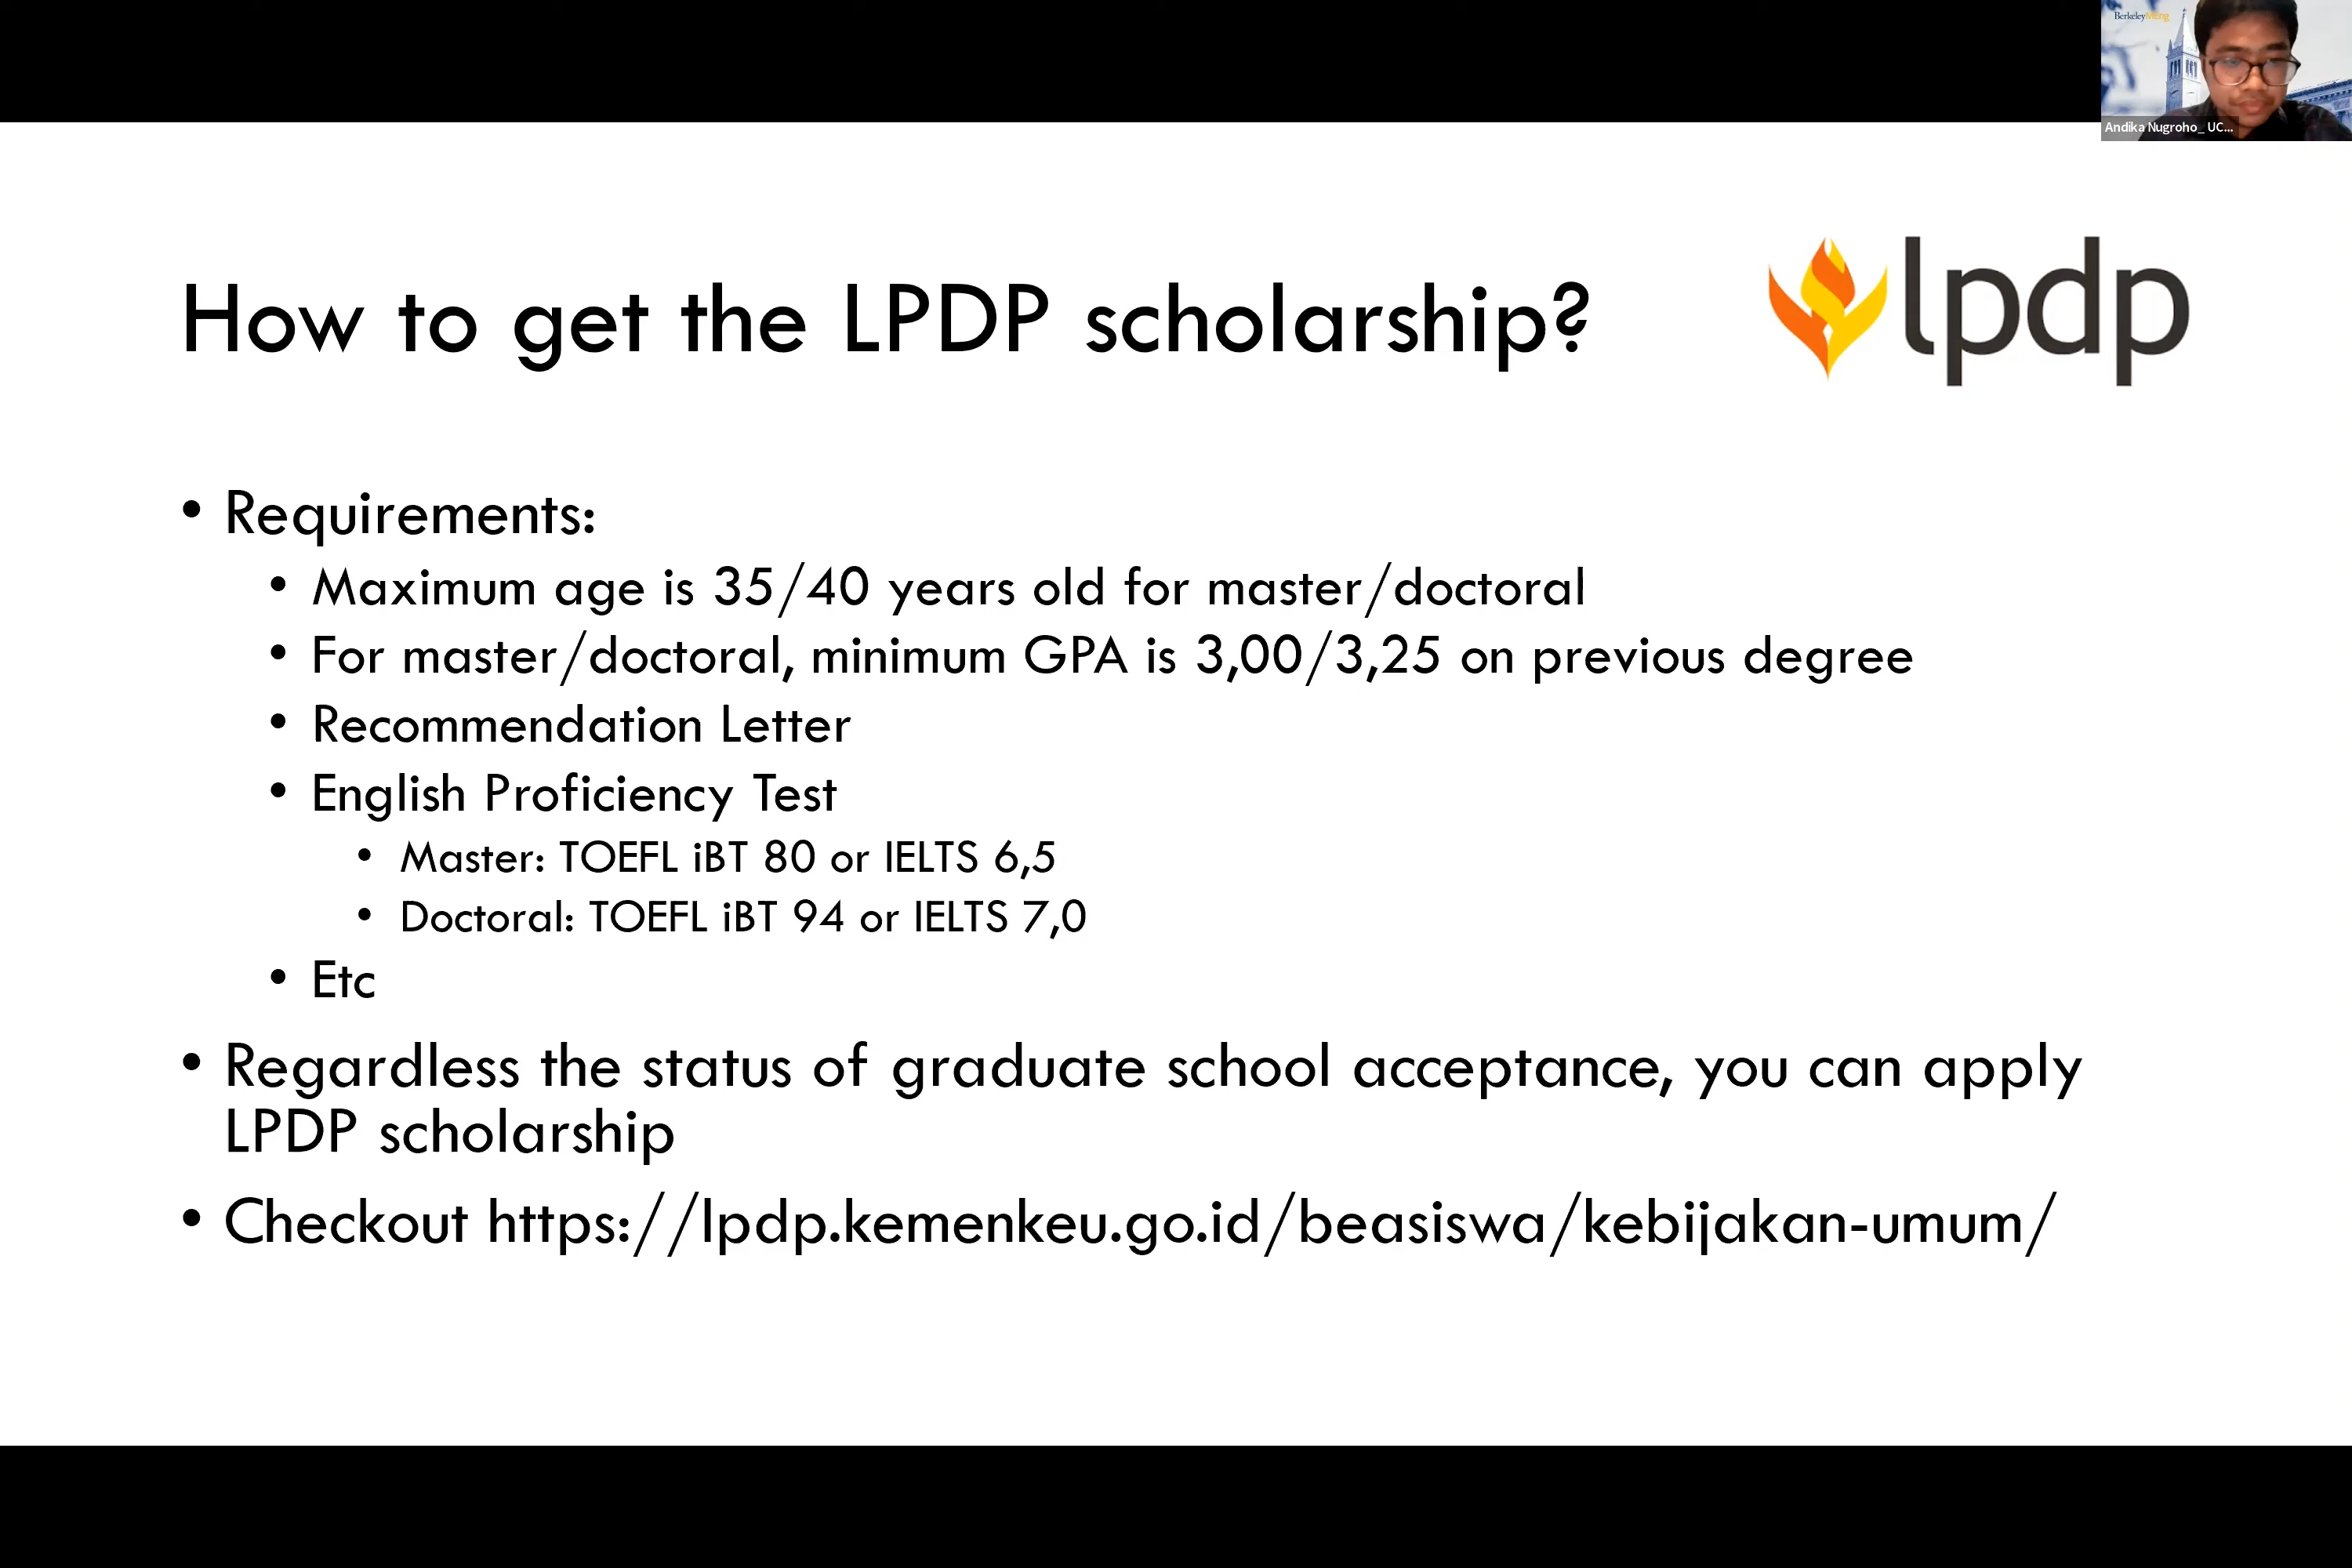 BerkeleyMEng
Andika Nugroho_ UC...
How to get the LPDP scholarship?
lpdp
• Requirements:
• Maximum age is 35/40 years old for master/doctoral
• For master/doctoral, minimum GPA is 3,00/3,25 on previous degree
• Recommendation Letter
• English Proficiency Test
• Master: TOEFL iBT 80 or IELTS 6,5
• Doctoral: TOEFL iBT 94 or IELTS 7,0
• Etc
• Regardless the status of graduate school acceptance, you can apply
LPDP scholarship
• Checkout https://lpdp.kemenkeu.go.id/beasiswa/kebijakan-umum/